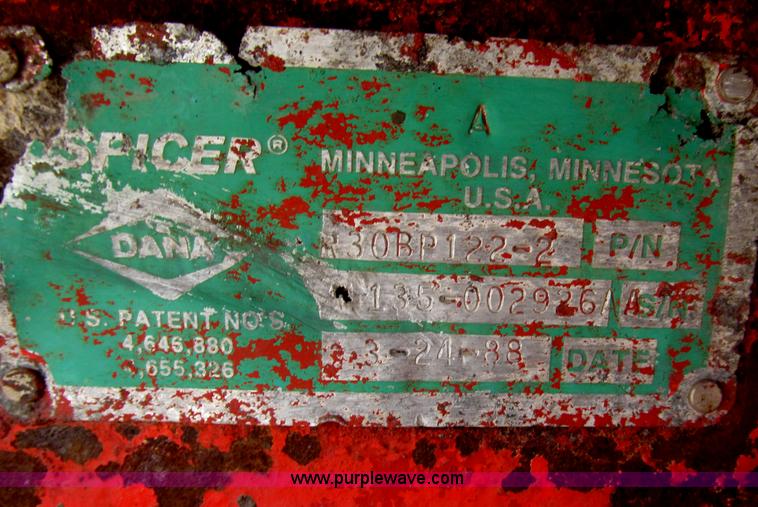 A
SPICER®
MINNEAPOLIS, MINNESOTA
U.S.A.
DANA
30BP122-2 P/N
135-002926 S/N
3-24-88 DATE
U.S. PATENT NO'S
4,646,880
,655,326
www.purplewave.com